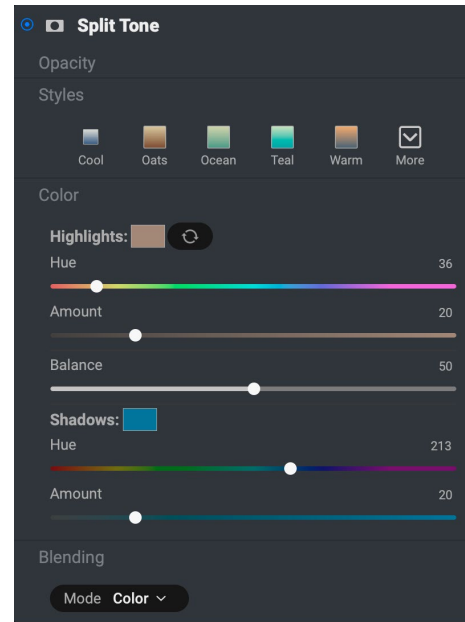 Split Tone
Opacity
Styles
Cool Oats Ocean Teal Warm More
Color
Highlights:
Hue 36
Amount 20
Balance 50
Shadows:
Hue 213
Amount 20
Blending
Mode Color